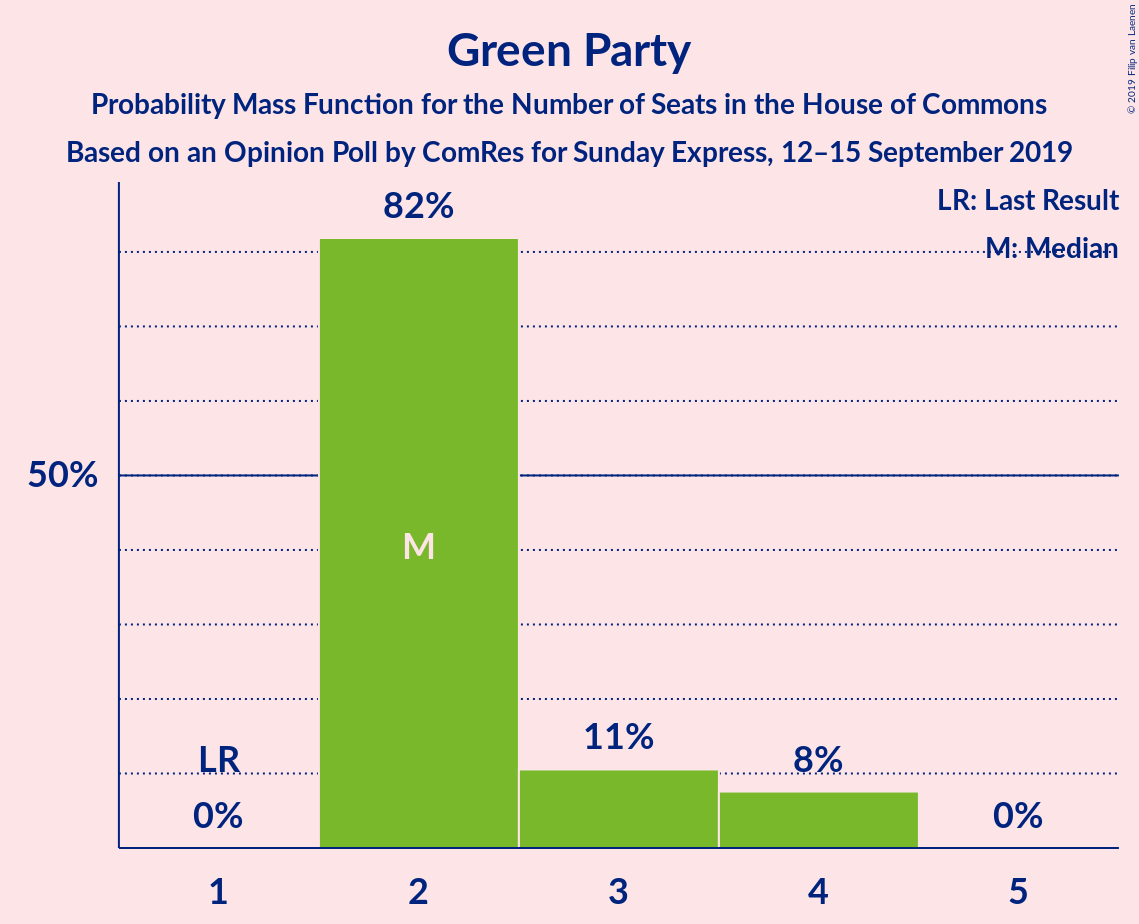 © 2019 Filip van Laenen
Green Party
Probability Mass Function for the Number of Seats in the House of Commons
Based on an Opinion Poll by ComRes for Sunday Express, 12–15 September 2019
LR: Last Result
M: Median
82%
50%
M
11%
LR
8%
0%
0%
1 2 3 4 5